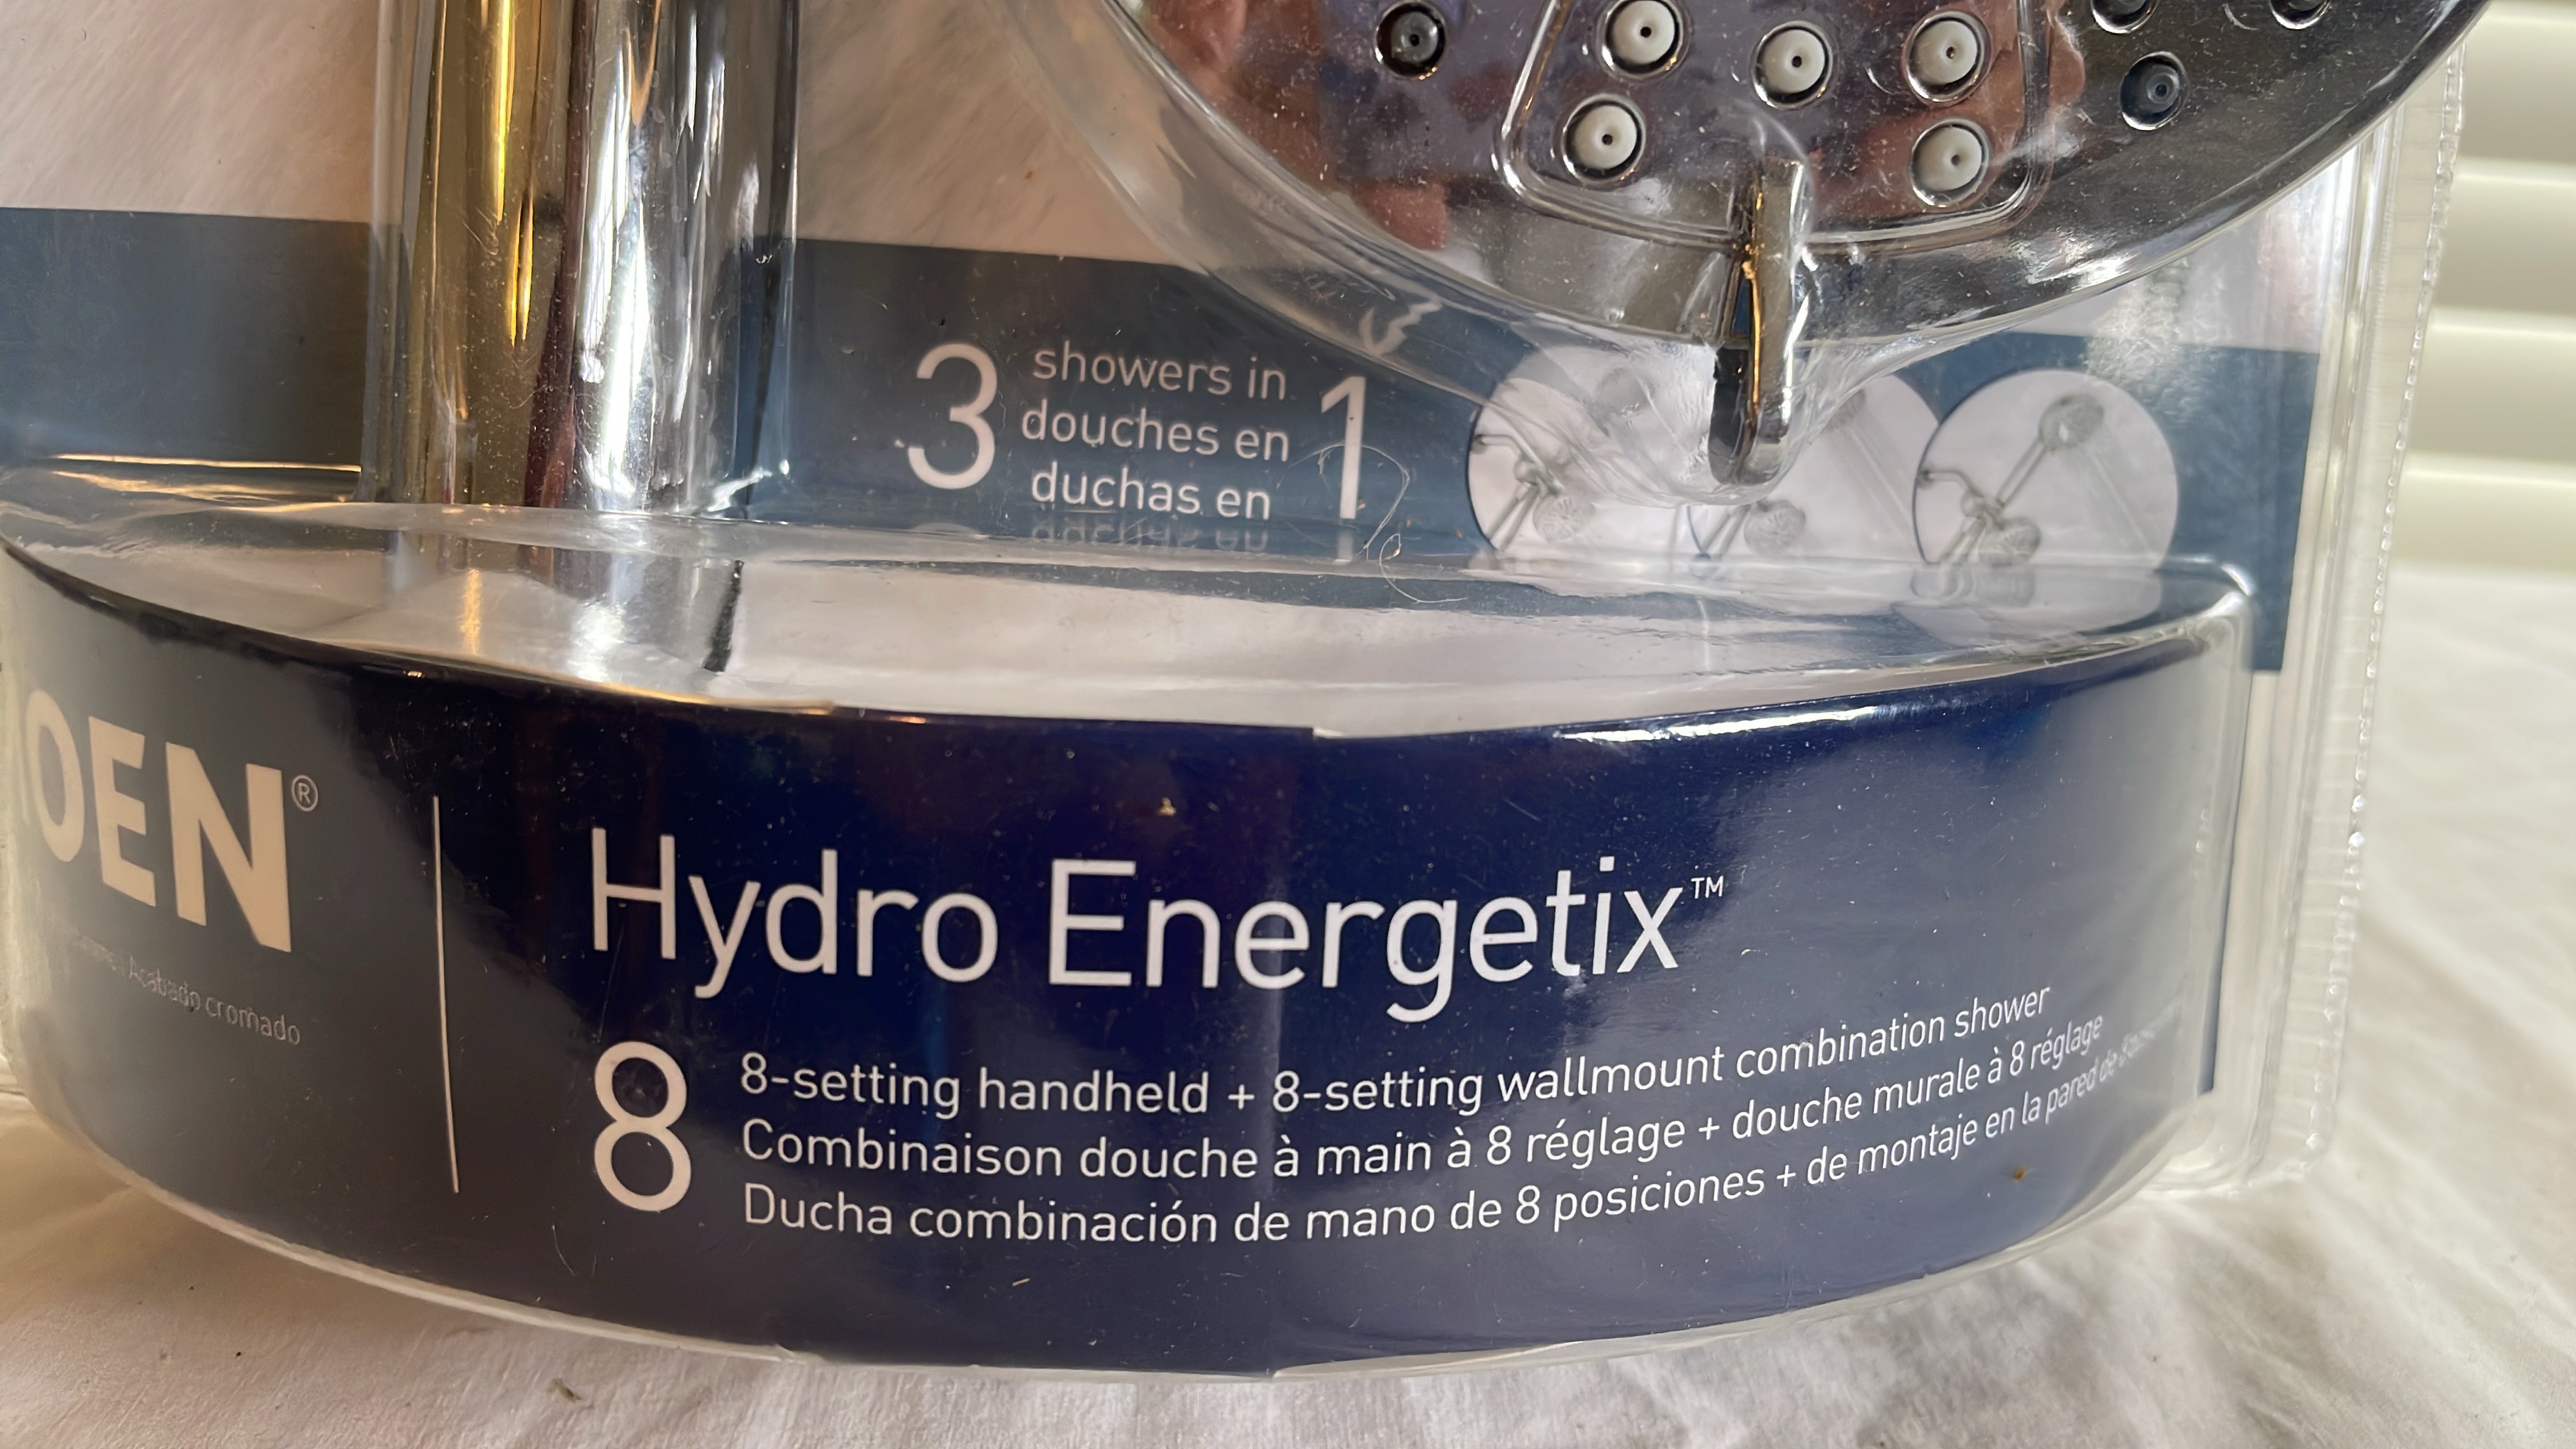 3 showers in 1
douches en
duchas en
OEN®
Acabado cromado
Hydro Energetix™
8
8-setting handheld + 8-setting wallmount combination shower
Combinaison douche à main à 8 réglage + douche murale à 8 réglage
Ducha combinación de mano de 8 posiciones + de montaje en la pared de 8